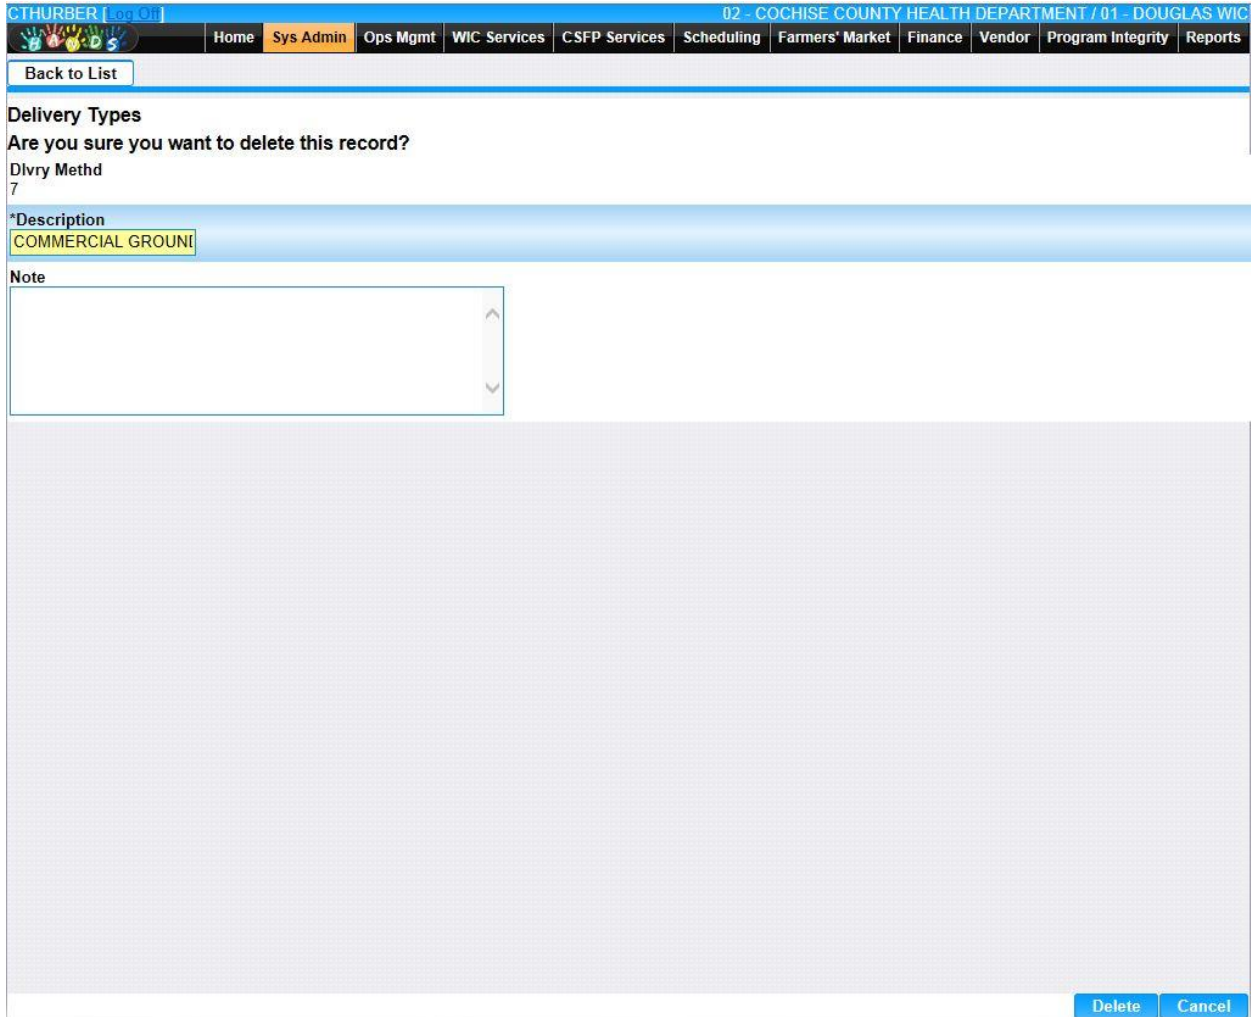 CTHURBER [Log Off] 02 - COCHISE COUNTY HEALTH DEPARTMENT / 01 - DOUGLAS WIC
HANDS Home Sys Admin Ops Mgmt WIC Services CSFP Services Scheduling Farmers' Market Finance Vendor Program Integrity Reports
Back to List
Delivery Types
Are you sure you want to delete this record?
Dlvry Methd
7
*Description
COMMERCIAL GROUND
Note
Delete Cancel